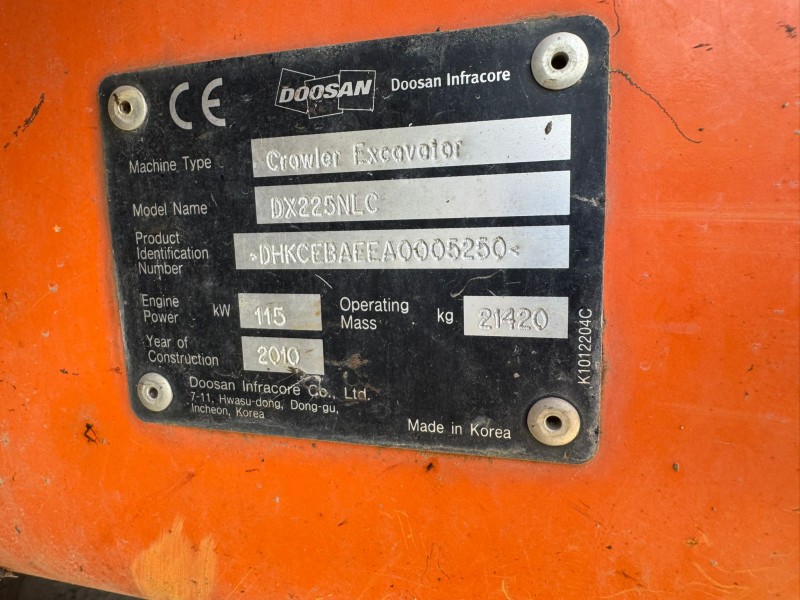 CE DOOSAN Doosan Infracore
Machine Type Crowler Excavator
Model Name DX225NLC
Product
Identification
Number
>DHKCEBAEEA0005250<
Engine
Power
kW 115
Operating
Mass
kg 21420
Year of
Construction
2010
Doosan Infracore Co., Ltd.
7-11, Hwasu-dong, Dong-gu,
Incheon, Korea
Made in Korea
K1012204C